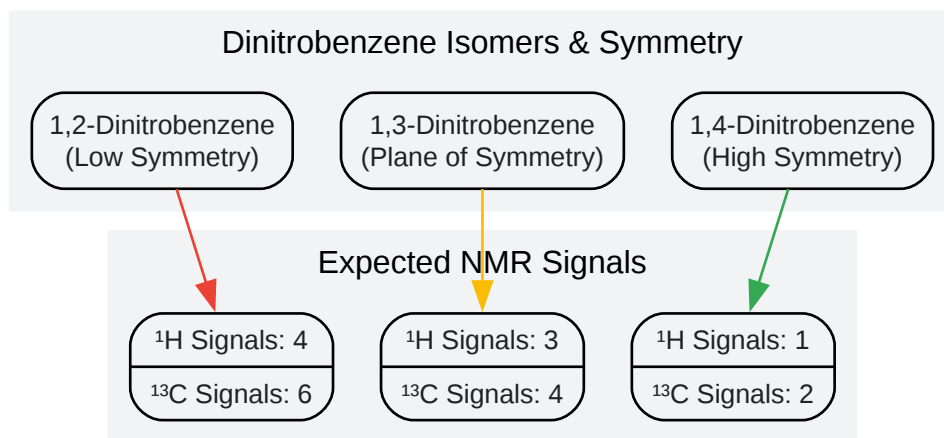 Dinitrobenzene Isomers & Symmetry
1,2-Dinitrobenzene
(Low Symmetry)
1,3-Dinitrobenzene
(Plane of Symmetry)
1,4-Dinitrobenzene
(High Symmetry)
Expected NMR Signals
¹H Signals: 4
¹³C Signals: 6
¹H Signals: 3
¹³C Signals: 4
¹H Signals: 1
¹³C Signals: 2